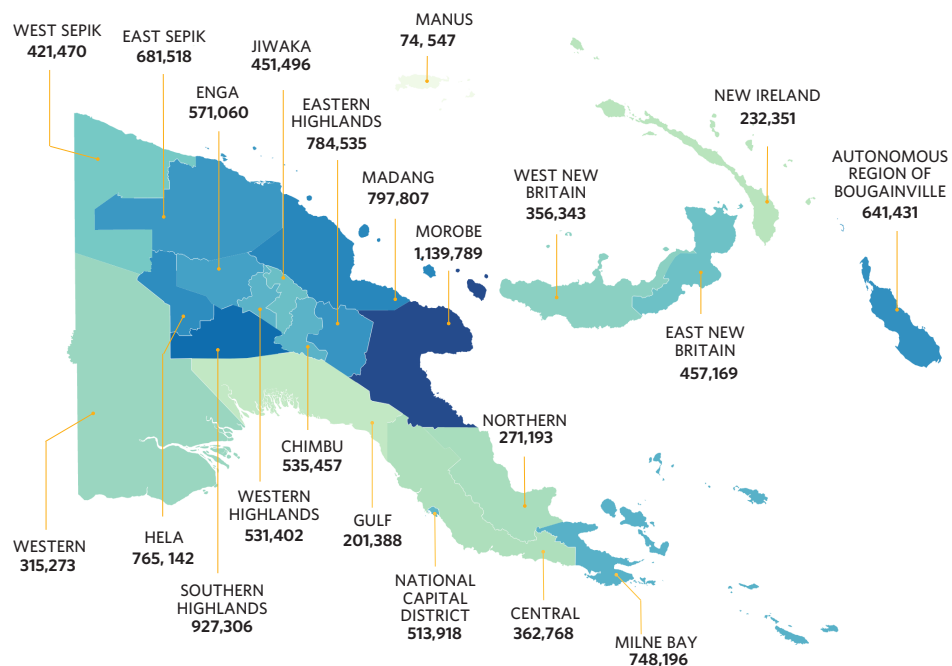 WEST SEPIK
421,470
EAST SEPIK
681,518
JIWAKA
451,496
MANUS
74, 547
ENGA
571,060
EASTERN
HIGHLANDS
784,535
NEW IRELAND
232,351
MADANG
797,807
WEST NEW
BRITAIN
356,343
AUTONOMOUS
REGION OF
BOUGAINVILLE
641,431
MOROBE
1,139,789
EAST NEW
BRITAIN
457,169
NORTHERN
271,193
CHIMBU
535,457
WESTERN
HIGHLANDS
531,402
GULF
201,388
WESTERN
315,273
HELA
765, 142
SOUTHERN
HIGHLANDS
927,306
NATIONAL
CAPITAL
DISTRICT
513,918
CENTRAL
362,768
MILNE BAY
748,196